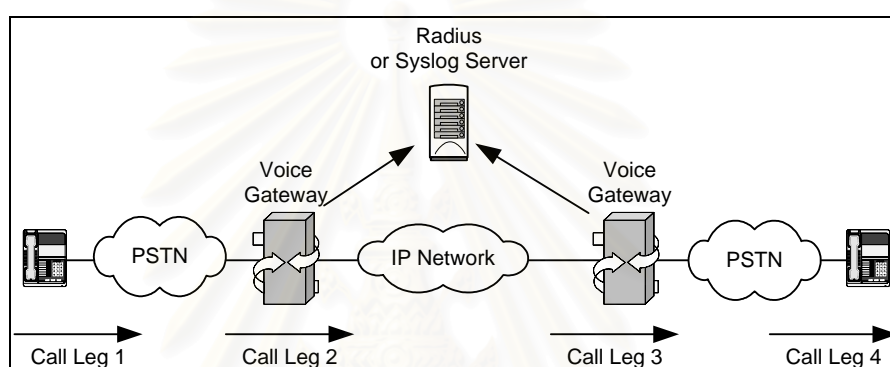 Radius
or Syslog Server
Voice
Gateway
Voice
Gateway
PSTN
IP Network
PSTN
Call Leg 1
Call Leg 2
Call Leg 3
Call Leg 4